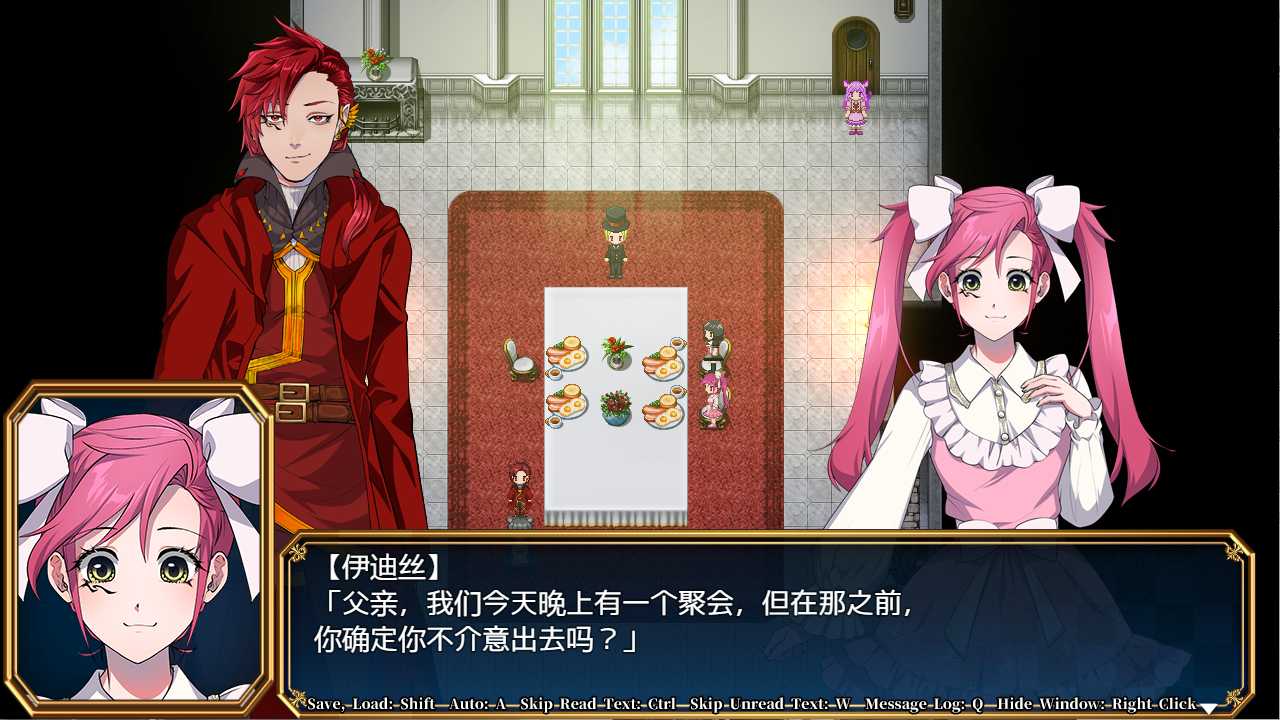 【伊迪丝】
「父亲，我们今天晚上有一个聚会，但在那之前，
你确定你不介意出去吗？」
Save, Load: Shift  Auto: A  Skip Read Text: Ctrl  Skip Unread Text: W  Message Log: Q  Hide Window: Right Click